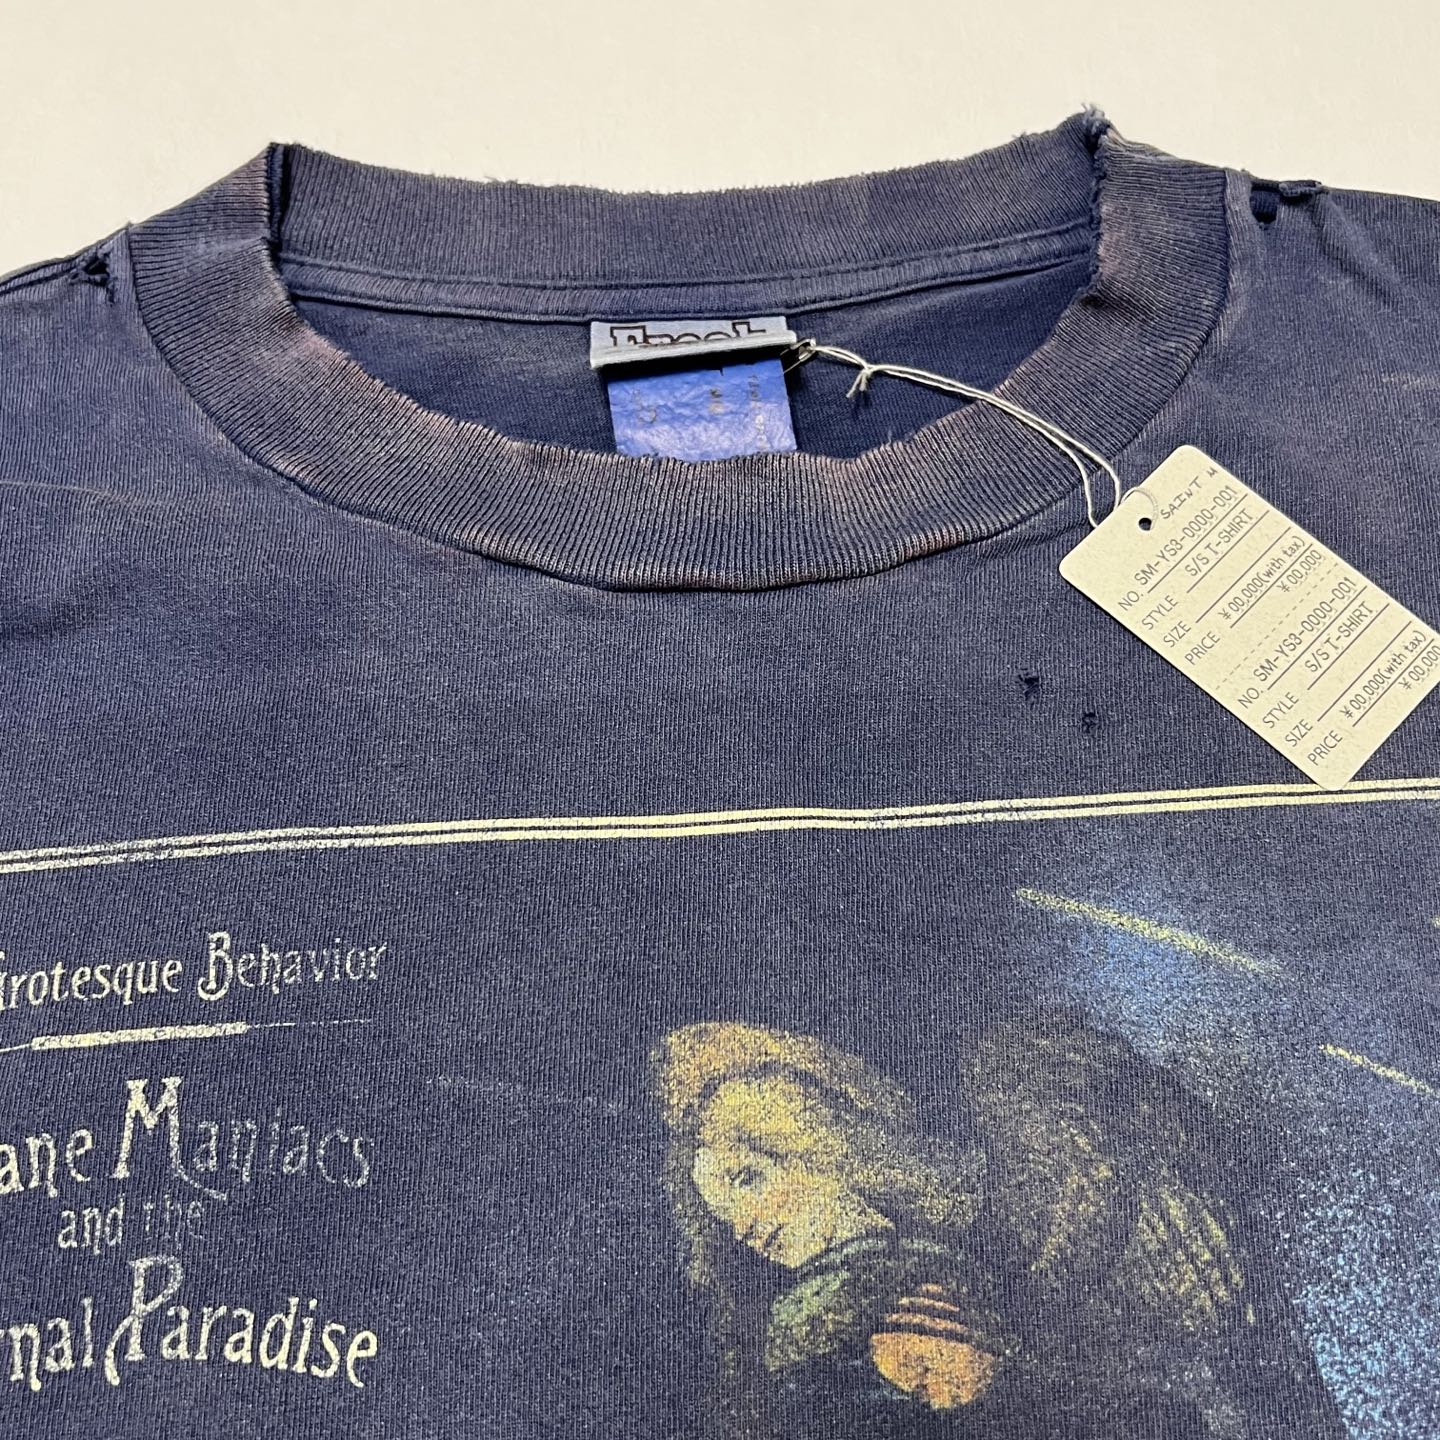 SAINT M
NO. SM-YS3-0000-001
STYLE S/S T-SHIRT
SIZE
PRICE ¥00,000(with tax)
¥00,000
NO. SM-YS3-0000-001
STYLE S/S T-SHIRT
SIZE
PRICE ¥00,000(with tax)
¥00,000
rotesque Behavior
ane Maniacs
and the
rnal Paradise